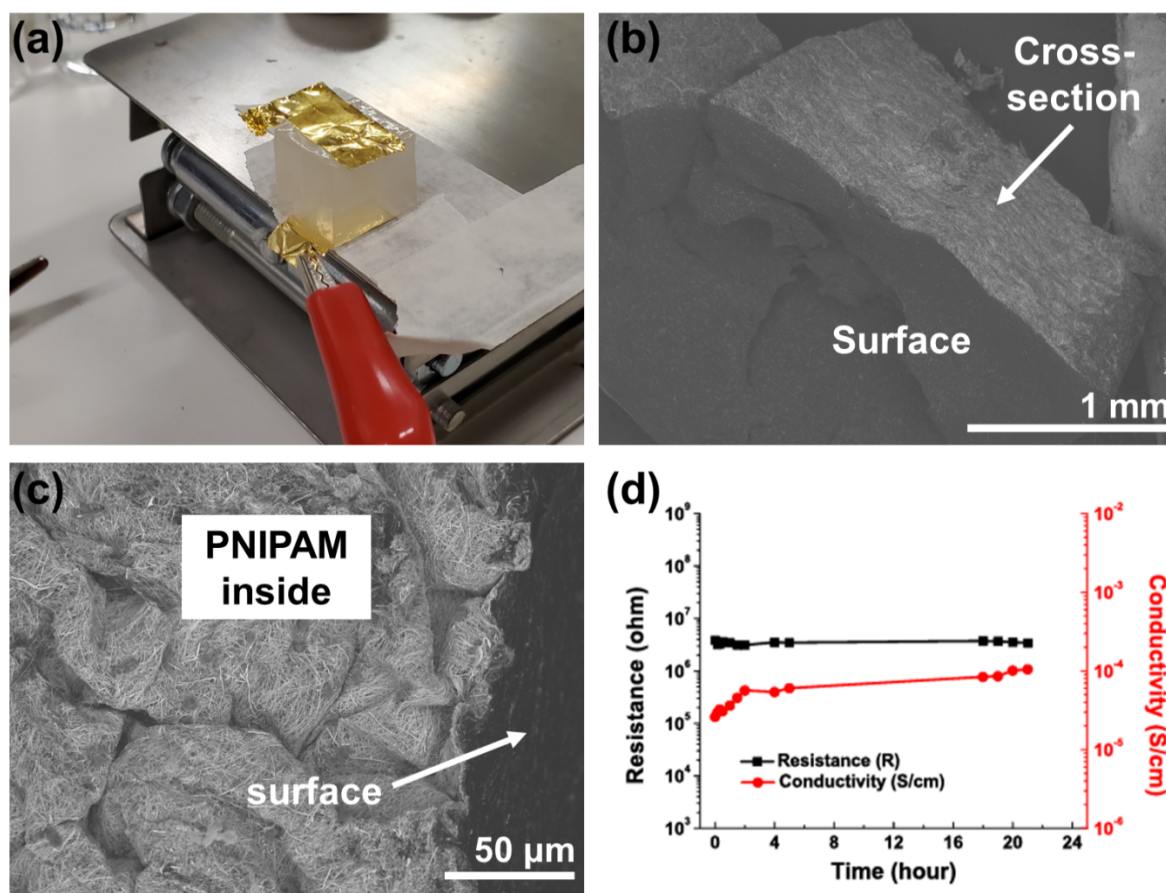 (a)
(b)
Cross-
section
Surface
1 mm
(c)
PNIPAM
inside
surface
50 µm
(d)
Resistance (ohm)
10⁹
10⁸
10⁷
10⁶
10⁵
10⁴
10³
Resistance (R)
Conductivity (S/cm)
0 4 8 12 16 20 24
Time (hour)
10⁻²
10⁻³
10⁻⁴
10⁻⁵
10⁻⁶
Conductivity (S/cm)